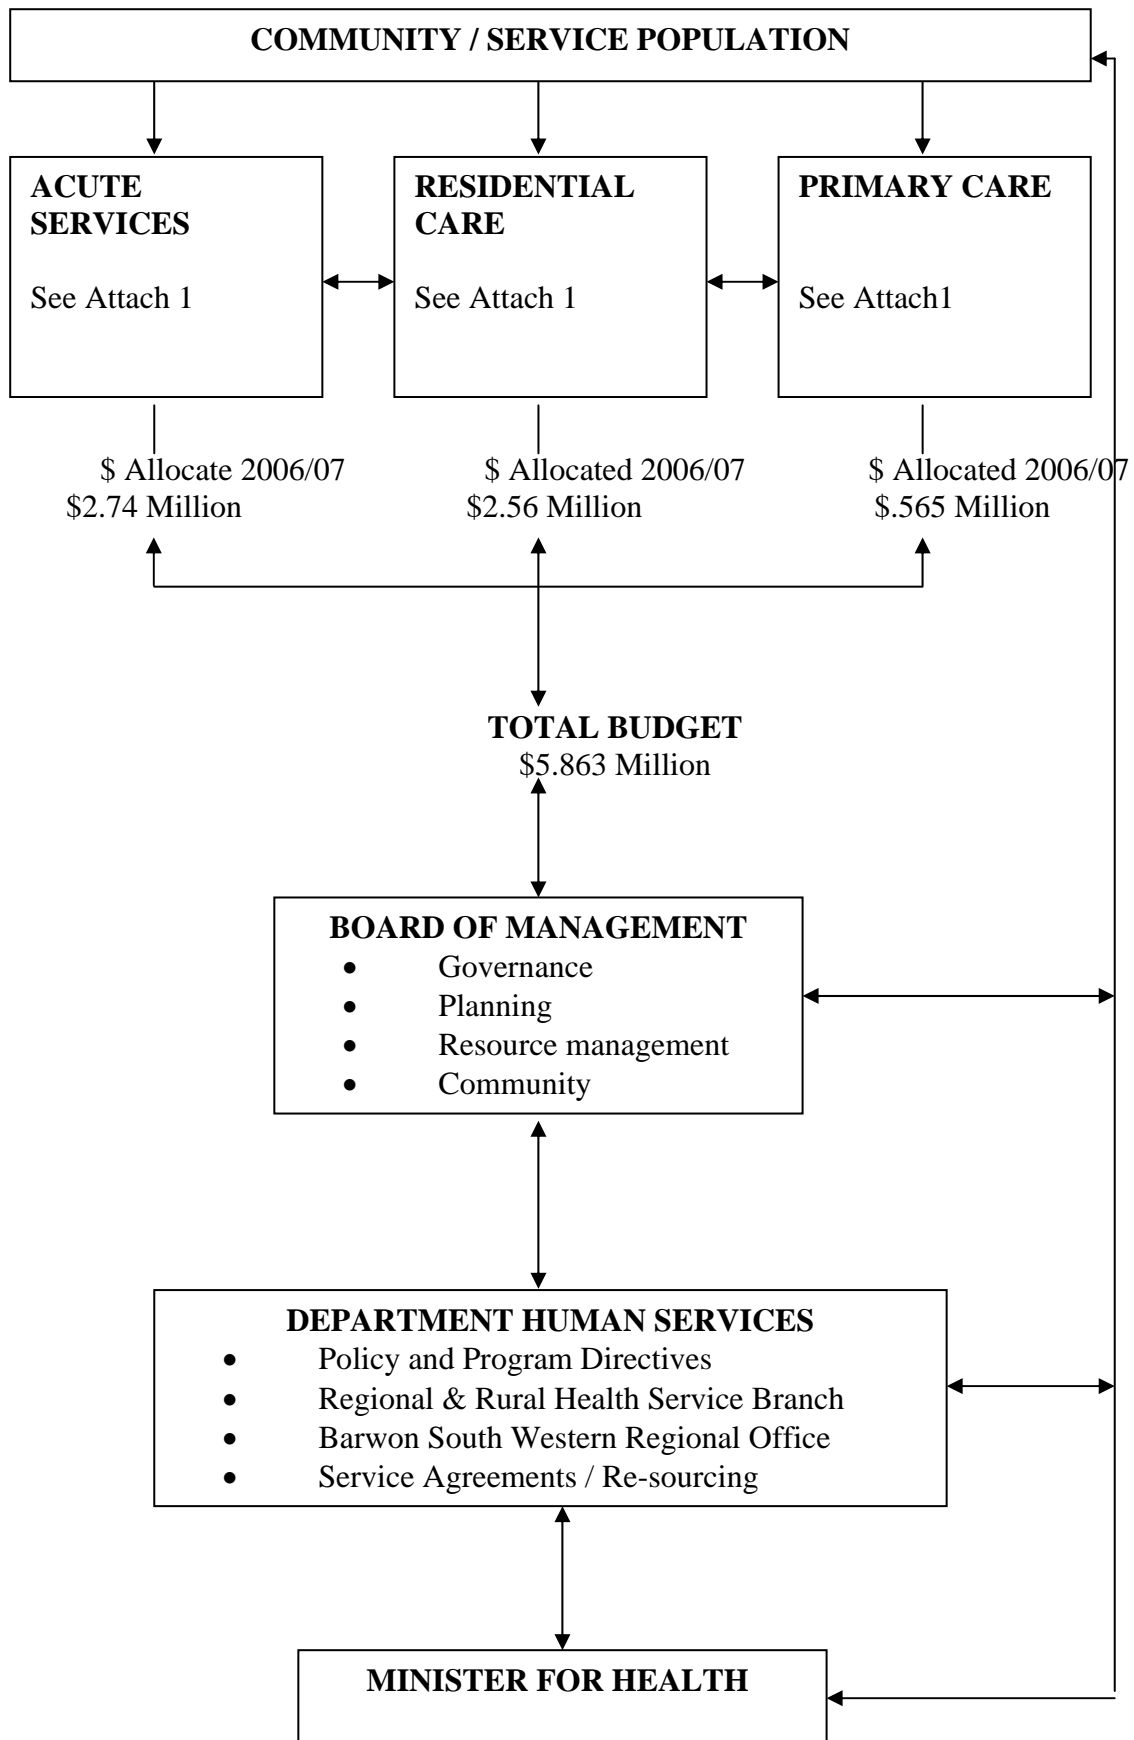 COMMUNITY / SERVICE POPULATION
ACUTE
SERVICES
See Attach 1
RESIDENTIAL
CARE
See Attach 1
PRIMARY CARE
See Attach1
$ Allocate 2006/07
$2.74 Million
$ Allocated 2006/07
$2.56 Million
$ Allocated 2006/07
$.565 Million
TOTAL BUDGET
$5.863 Million
BOARD OF MANAGEMENT
• Governance
• Planning
• Resource management
• Community
DEPARTMENT HUMAN SERVICES
• Policy and Program Directives
• Regional & Rural Health Service Branch
• Barwon South Western Regional Office
• Service Agreements / Re-sourcing
MINISTER FOR HEALTH